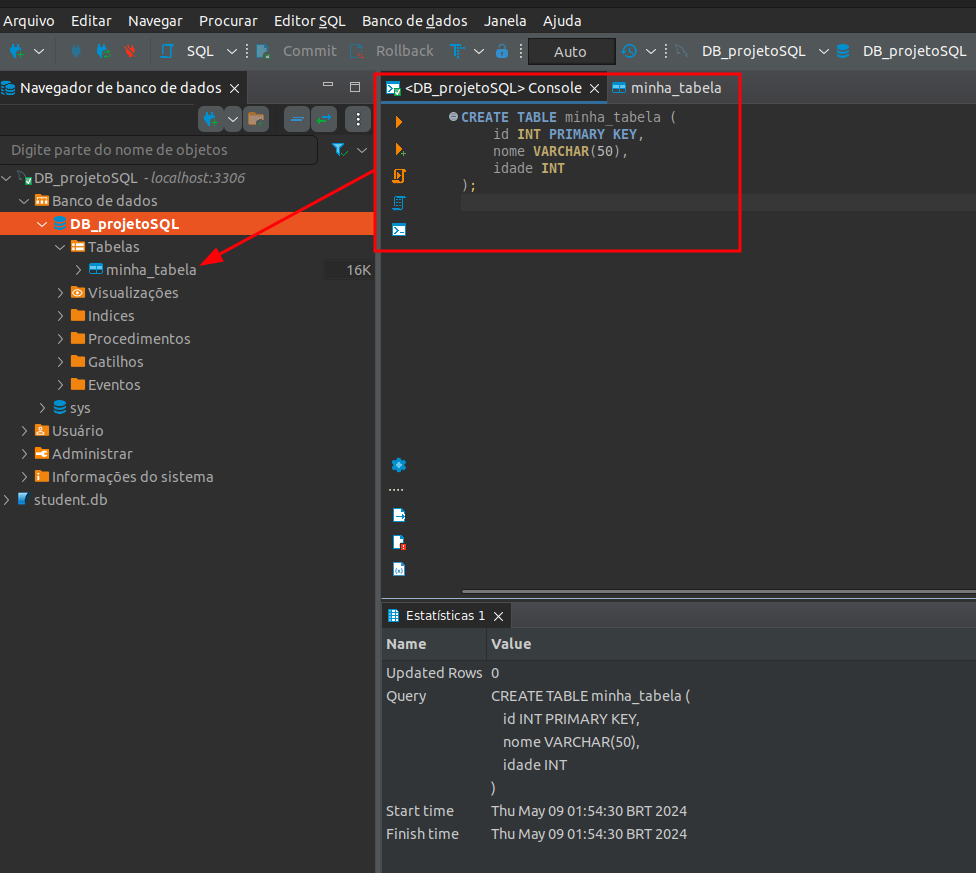 Arquivo Editar Navegar Procurar Editor SQL Banco de dados Janela Ajuda
SQL Commit Rollback Auto DB_projetoSQL DB_projetoSQL
Navegador de banco de dados
Digite parte do nome de objetos
DB_projetoSQL - localhost:3306
Banco de dados
DB_projetoSQL
Tabelas
minha_tabela 16K
Visualizações
Indices
Procedimentos
Gatilhos
Eventos
sys
Usuário
Administrar
Informações do sistema
student.db
<DB_projetoSQL> Console minha_tabela
CREATE TABLE minha_tabela (
id INT PRIMARY KEY,
nome VARCHAR(50),
idade INT
);
Estatísticas 1
Name Value
Updated Rows 0
Query CREATE TABLE minha_tabela (
id INT PRIMARY KEY,
nome VARCHAR(50),
idade INT
)
Start time Thu May 09 01:54:30 BRT 2024
Finish time Thu May 09 01:54:30 BRT 2024